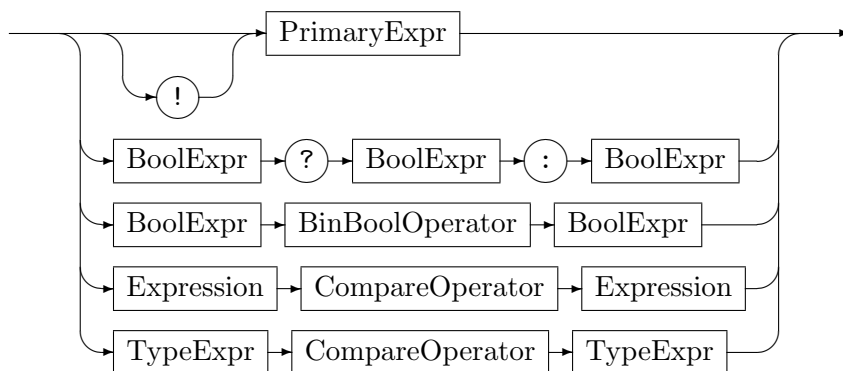 PrimaryExpr
!
BoolExpr ? BoolExpr : BoolExpr
BoolExpr BinBoolOperator BoolExpr
Expression CompareOperator Expression
TypeExpr CompareOperator TypeExpr